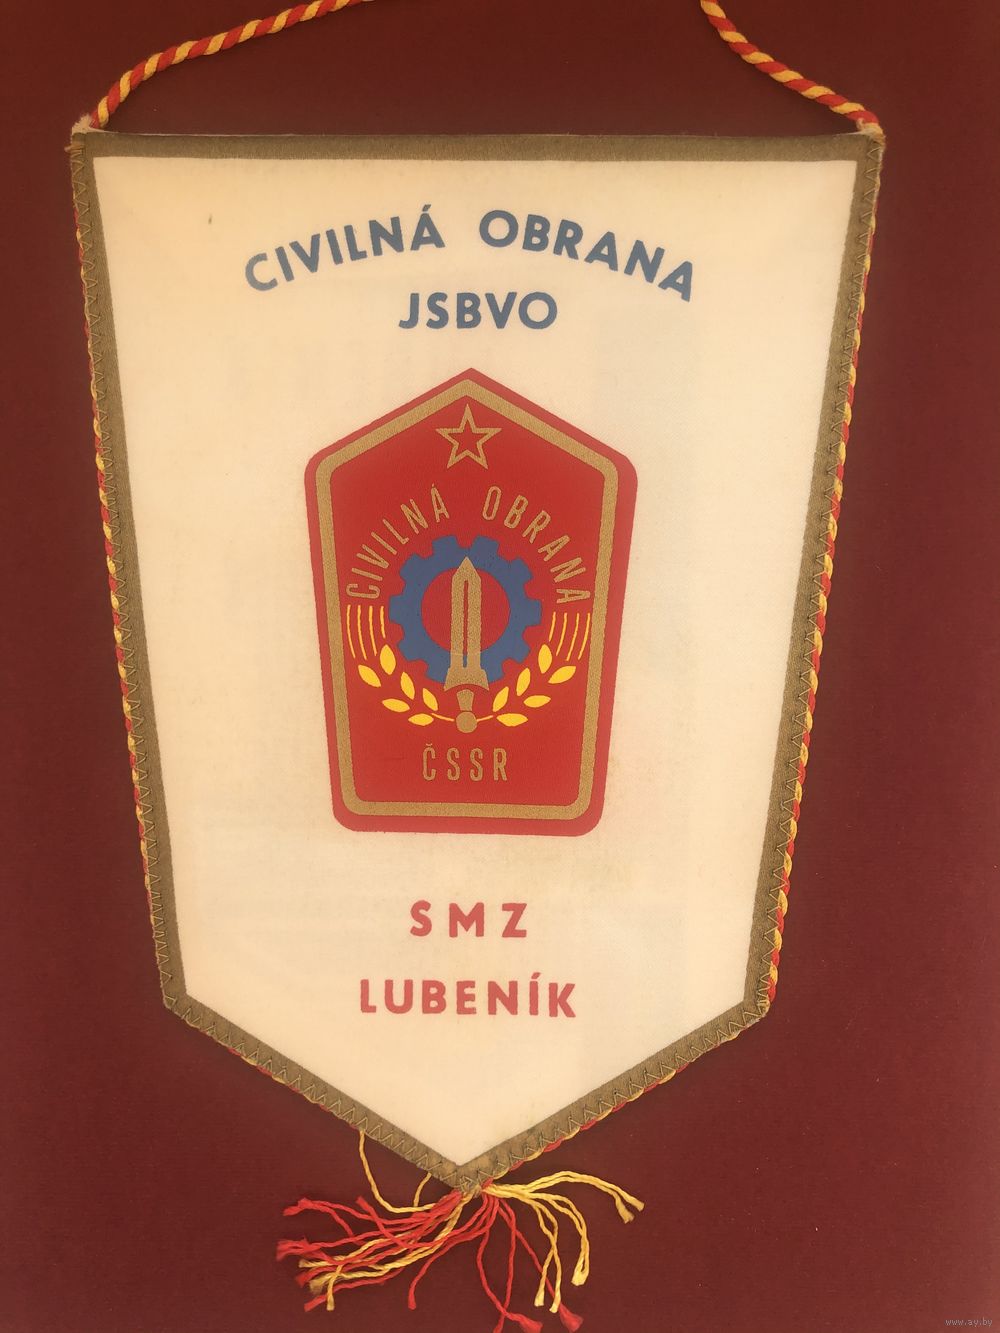 CIVILNÁ OBRANA
JSBVO
CIVILNÁ OBRANA
ČSSR
SMZ
LUBENÍK
www.ay.by